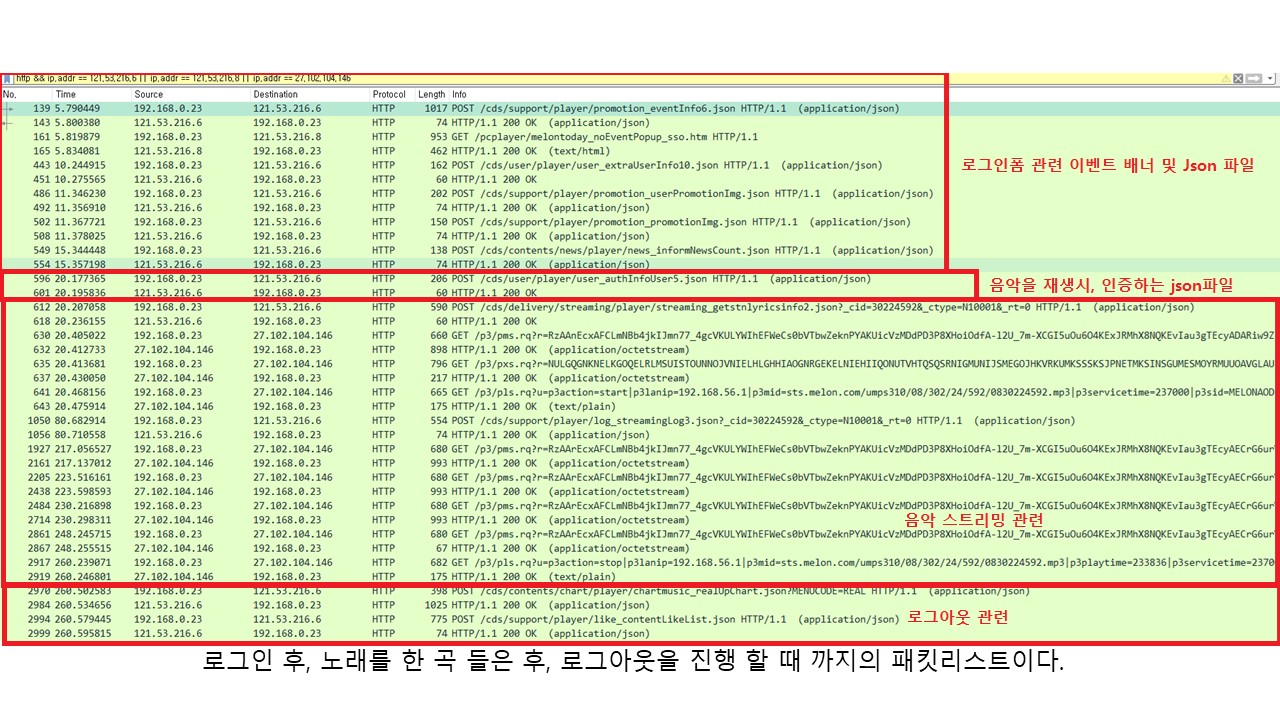 http && ip,addr == 121,53,216,6 || ip,addr == 121,53,216,8 || ip,addr == 27,102,104,146
No. Time Source Destination Protocol Length Info
139 5.790449 192.168.0.23 121.53.216.6 HTTP 1017 POST /cds/support/player/promotion_eventInfo6.json HTTP/1.1 (application/json)
143 5.800380 121.53.216.6 192.168.0.23 HTTP 74 HTTP/1.1 200 OK (application/json)
161 5.819879 192.168.0.23 121.53.216.8 HTTP 953 GET /pcplayer/melontoday_noEventPopup_sso.htm HTTP/1.1
165 5.834081 121.53.216.8 192.168.0.23 HTTP 462 HTTP/1.1 200 OK (text/html)
443 10.244915 192.168.0.23 121.53.216.6 HTTP 162 POST /cds/user/player/user_extraUserInfo10.json HTTP/1.1 (application/json)
로그인폼 관련 이벤트 배너 및 Json 파일
451 10.275565 121.53.216.6 192.168.0.23 HTTP 60 HTTP/1.1 200 OK
486 11.346230 192.168.0.23 121.53.216.6 HTTP 202 POST /cds/support/player/promotion_userPromotionImg.json HTTP/1.1 (application/json)
492 11.356910 121.53.216.6 192.168.0.23 HTTP 74 HTTP/1.1 200 OK (application/json)
502 11.367721 192.168.0.23 121.53.216.6 HTTP 150 POST /cds/support/player/promotion_promotionImg.json HTTP/1.1 (application/json)
508 11.378025 121.53.216.6 192.168.0.23 HTTP 74 HTTP/1.1 200 OK (application/json)
549 15.344448 192.168.0.23 121.53.216.6 HTTP 138 POST /cds/contents/news/player/news_informNewsCount.json HTTP/1.1 (application/json)
554 15.357198 121.53.216.6 192.168.0.23 HTTP 74 HTTP/1.1 200 OK (application/json)
596 20.177365 192.168.0.23 121.53.216.6 HTTP 206 POST /cds/user/player/user_authInfoUser5.json HTTP/1.1 (application/json)
음악을 재생시, 인증하는 json파일
601 20.195836 121.53.216.6 192.168.0.23 HTTP 60 HTTP/1.1 200 OK
612 20.207058 192.168.0.23 121.53.216.6 HTTP 590 POST /cds/delivery/streaming/player/streaming_getstnlyricsinfo2.json?_cid=30224592&_ctype=N10001&_rt=0 HTTP/1.1 (application/json)
618 20.236155 121.53.216.6 192.168.0.23 HTTP 60 HTTP/1.1 200 OK
630 20.405022 192.168.0.23 27.102.104.146 HTTP 660 GET
632 20.412733 27.102.104.146 192.168.0.23 HTTP 898 HTTP/1.1 200 OK (application/octetstream)
635 20.413681 192.168.0.23 27.102.104.146 HTTP 796 GET
637 20.430050 27.102.104.146 192.168.0.23 HTTP 217 HTTP/1.1 200 OK (application/octetstream)
641 20.468156 192.168.0.23 27.102.104.146 HTTP 665 GET /p3/pls.rq?u=p3action=start|p3lanip=192.168.56.1|p3mid=sts.melon.com/umps310/08/302/24/592/0830224592.mp3|p3servicetime=237000|p3sid=MELONAOD
643 20.475914 27.102.104.146 192.168.0.23 HTTP 175 HTTP/1.1 200 OK (text/plain)
1050 80.682914 192.168.0.23 121.53.216.6 HTTP 554 POST /cds/support/player/log_streamingLog3.json?_cid=30224592&_ctype=N10001&_rt=0 HTTP/1.1 (application/json)
1056 80.710558 121.53.216.6 192.168.0.23 HTTP 74 HTTP/1.1 200 OK (application/json)
1927 217.056527 192.168.0.23 27.102.104.146 HTTP 680 GET
2161 217.137012 27.102.104.146 192.168.0.23 HTTP 993 HTTP/1.1 200 OK (application/octetstream)
2205 223.516161 192.168.0.23 27.102.104.146 HTTP 680 GET
2438 223.598593 27.102.104.146 192.168.0.23 HTTP 993 HTTP/1.1 200 OK (application/octetstream)
2484 230.216898 192.168.0.23 27.102.104.146 HTTP 680 GET
2714 230.298311 27.102.104.146 192.168.0.23 HTTP 993 HTTP/1.1 200 OK (application/octetstream)
음악 스트리밍 관련
2861 248.245715 192.168.0.23 27.102.104.146 HTTP 680 GET
2867 248.255515 27.102.104.146 192.168.0.23 HTTP 67 HTTP/1.1 200 OK (application/octetstream)
2917 260.239071 192.168.0.23 27.102.104.146 HTTP 682 GET /p3/pls.rq?u=p3action=stop|p3lanip=192.168.56.1|p3mid=sts.melon.com/umps310/08/302/24/592/0830224592.mp3|p3playtime=233836|p3servicetime=2370
2919 260.246801 27.102.104.146 192.168.0.23 HTTP 175 HTTP/1.1 200 OK (text/plain)
2970 260.502583 192.168.0.23 121.53.216.6 HTTP 398 POST /cds/contents/chart/player/chartmusic_realUpChart.json?MENUCODE=REAL HTTP/1.1 (application/json)
2984 260.534656 121.53.216.6 192.168.0.23 HTTP 1025 HTTP/1.1 200 OK (application/json)
2994 260.579445 192.168.0.23 121.53.216.6 HTTP 775 POST /cds/support/player/like_contentLikeList.json HTTP/1.1 (application/json)
로그아웃 관련
2999 260.595815 121.53.216.6 192.168.0.23 HTTP 74 HTTP/1.1 200 OK (application/json)
로그인 후, 노래를 한 곡 들은 후, 로그아웃을 진행 할 때 까지의 패킷리스트이다.